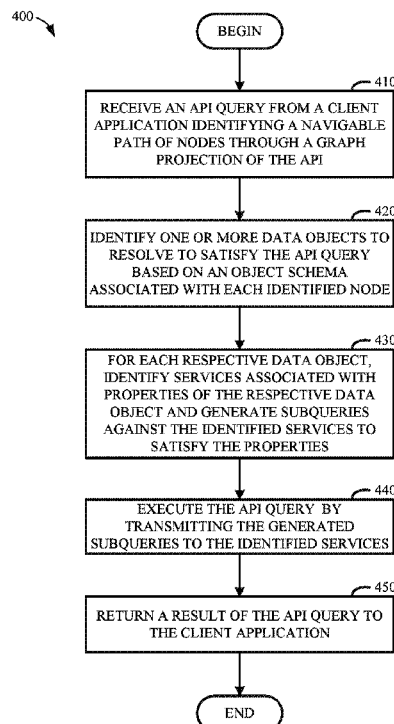 400
BEGIN
410
RECEIVE AN API QUERY FROM A CLIENT
APPLICATION IDENTIFYING A NAVIGABLE
PATH OF NODES THROUGH A GRAPH
PROJECTION OF THE API
420
IDENTIFY ONE OR MORE DATA OBJECTS TO
RESOLVE TO SATISFY THE API QUERY
BASED ON AN OBJECT SCHEMA
ASSOCIATED WITH EACH IDENTIFIED NODE
430
FOR EACH RESPECTIVE DATA OBJECT,
IDENTIFY SERVICES ASSOCIATED WITH
PROPERTIES OF THE RESPECTIVE DATA
OBJECT AND GENERATE SUBQUERIES
AGAINST THE IDENTIFIED SERVICES TO
SATISFY THE PROPERTIES
440
EXECUTE THE API QUERY BY
TRANSMITTING THE GENERATED
SUBQUERIES TO THE IDENTIFIED SERVICES
450
RETURN A RESULT OF THE API QUERY TO
THE CLIENT APPLICATION
END